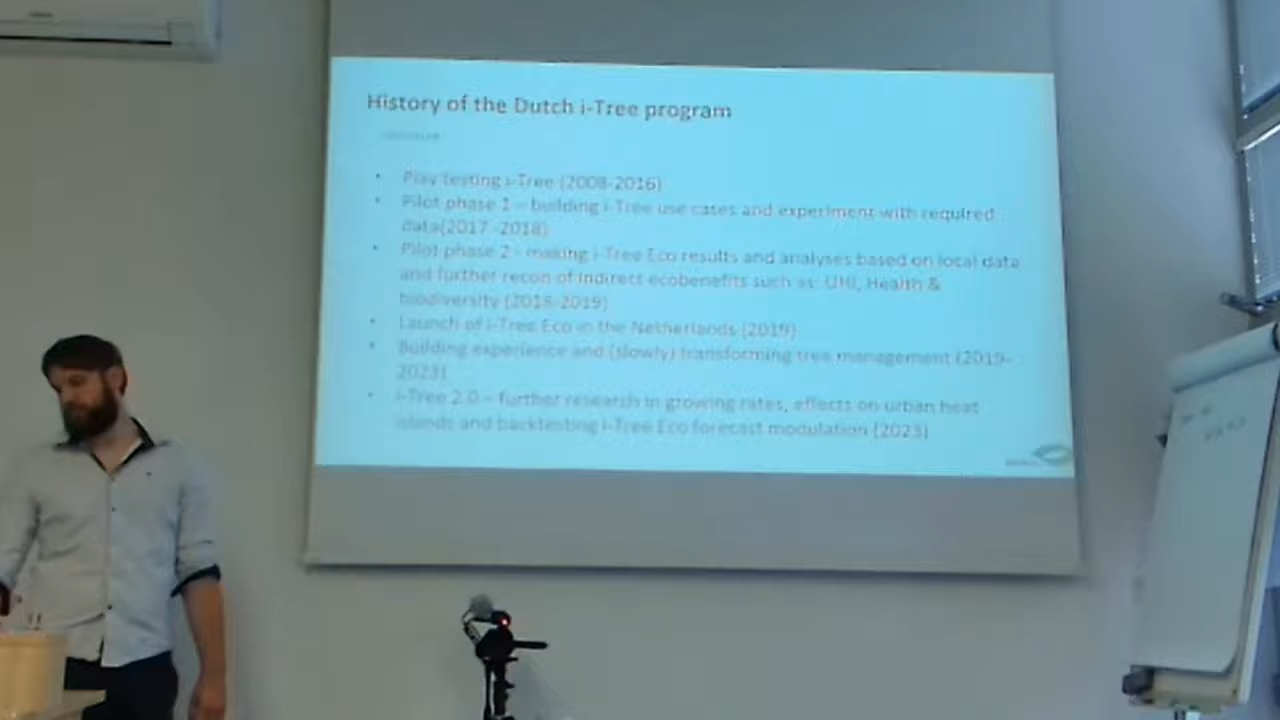 History of the Dutch i-Tree program
• Play testing i-Tree (2008-2016)
• Pilot phase 1 – building i-Tree use cases and experiment with required
data(2017 -2018)
• Pilot phase 2 - making i-Tree Eco results and analyses based on local data
and further recon of indirect ecobenefits such as: UHI, Health &
biodiversity (2018-2019)
• Launch of i-Tree Eco in the Netherlands (2019)
• Building experience and (slowly) transforming tree management (2019-
2023)
• i-Tree 2.0 – further research in growing rates, effects on urban heat
islands and backtesting i-Tree Eco forecast modulation (2023)